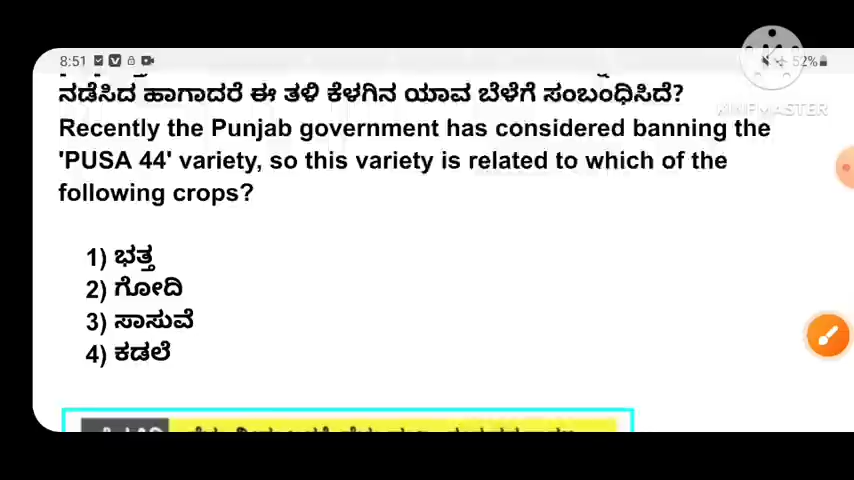 8:51
52%
KINEMASTER
ನಡೆಸಿದ ಹಾಗಾದರೆ ಈ ತಳಿ ಕೆಳಗಿನ ಯಾವ ಬೆಳೆಗೆ ಸಂಬಂಧಿಸಿದೆ?
Recently the Punjab government has considered banning the
'PUSA 44' variety, so this variety is related to which of the
following crops?
1) ಭತ್ತ
2) ಗೋದಿ
3) ಸಾಸುವೆ
4) ಕಡಲೆ